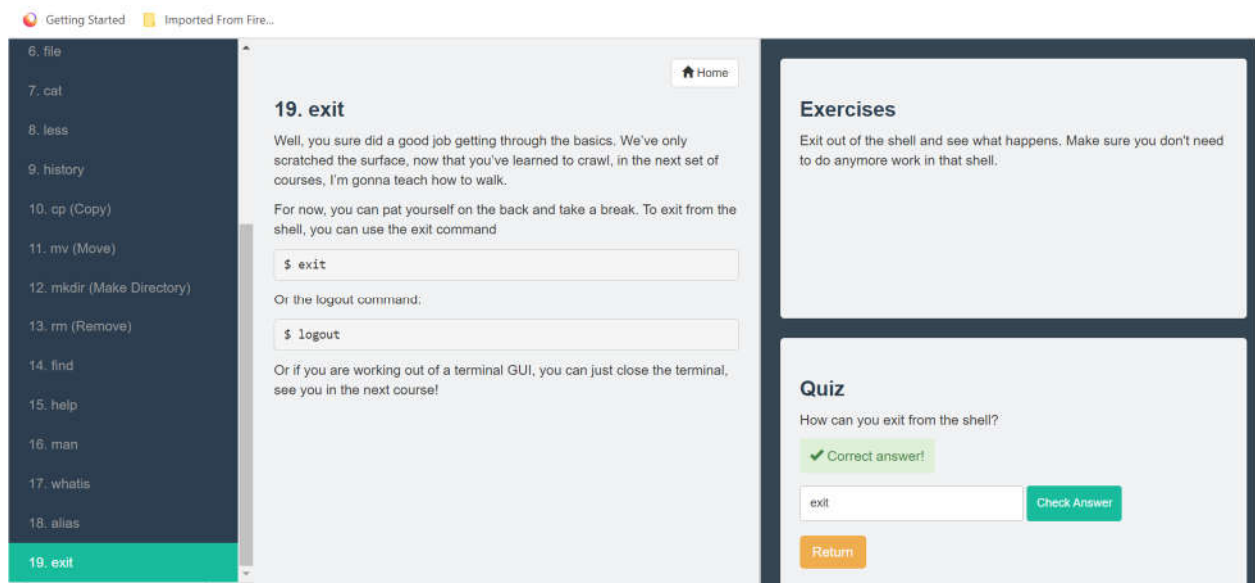 Getting Started
Imported From Fire...
6. file
7. cat
8. less
9. history
10. cp (Copy)
11. mv (Move)
12. mkdir (Make Directory)
13. rm (Remove)
14. find
15. help
16. man
17. whatis
18. alias
19. exit
Home
19. exit
Well, you sure did a good job getting through the basics. We've only
scratched the surface, now that you've learned to crawl, in the next set of
courses, I'm gonna teach how to walk.
For now, you can pat yourself on the back and take a break. To exit from the
shell, you can use the exit command
$ exit
Or the logout command:
$ logout
Or if you are working out of a terminal GUI, you can just close the terminal,
see you in the next course!
Exercises
Exit out of the shell and see what happens. Make sure you don't need
to do anymore work in that shell.
Quiz
How can you exit from the shell?
Correct answer!
exit
Check Answer
Return